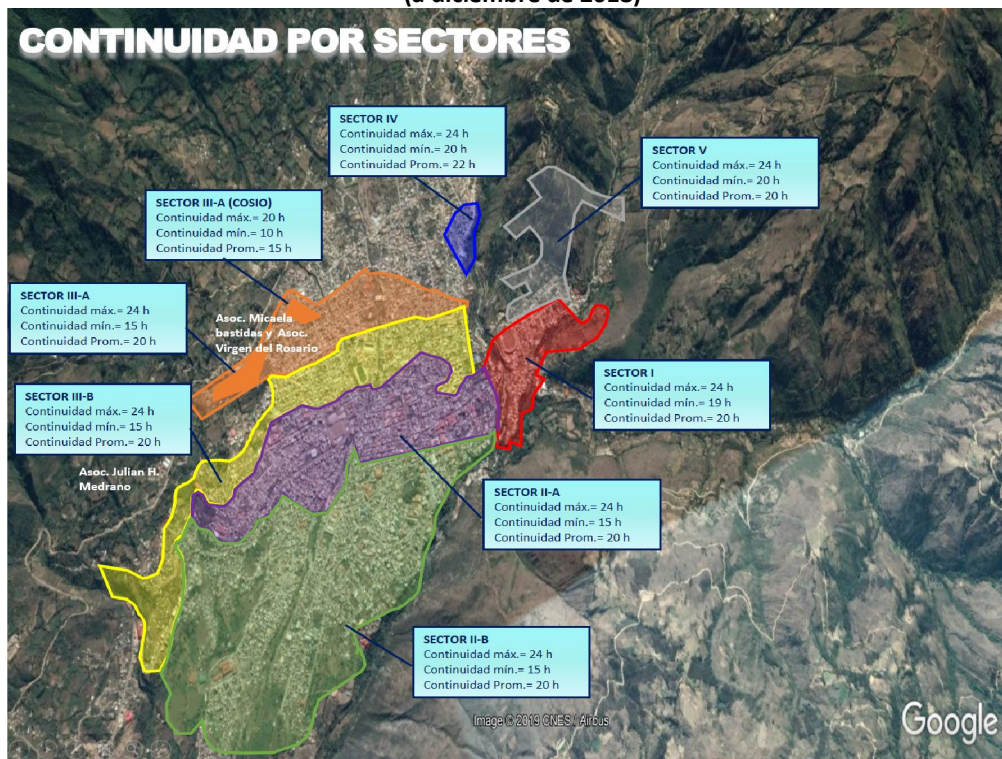 (a diciembre de 2018)
CONTINUIDAD POR SECTORES
SECTOR IV
Continuidad máx.= 24 h
Continuidad mín.= 20 h
Continuidad Prom.= 22 h
SECTOR V
Continuidad máx.= 24 h
Continuidad mín.= 20 h
Continuidad Prom.= 20 h
SECTOR III-A (COSIO)
Continuidad máx.= 20 h
Continuidad mín.= 10 h
Continuidad Prom.= 15 h
SECTOR III-A
Continuidad máx.= 24 h
Continuidad mín.= 15 h
Continuidad Prom.= 20 h
Asoc. Micaela
bastidas y Asoc.
Virgen del Rosario
SECTOR III-B
Continuidad máx.= 24 h
Continuidad mín.= 15 h
Continuidad Prom.= 20 h
SECTOR I
Continuidad máx.= 24 h
Continuidad mín.= 19 h
Continuidad Prom.= 20 h
Asoc. Julian H.
Medrano
SECTOR II-A
Continuidad máx.= 24 h
Continuidad mín.= 15 h
Continuidad Prom.= 20 h
SECTOR II-B
Continuidad máx.= 24 h
Continuidad mín.= 15 h
Continuidad Prom.= 20 h
Image © 2019 CNES / Airbus
Google